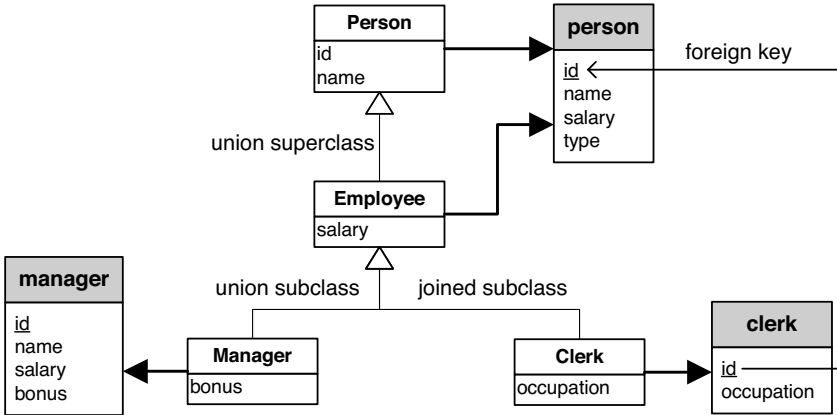 Person
id
name
person
id
name
salary
type
foreign key
union superclass
Employee
salary
union subclass
joined subclass
manager
id
name
salary
bonus
Manager
bonus
Clerk
occupation
clerk
id
occupation